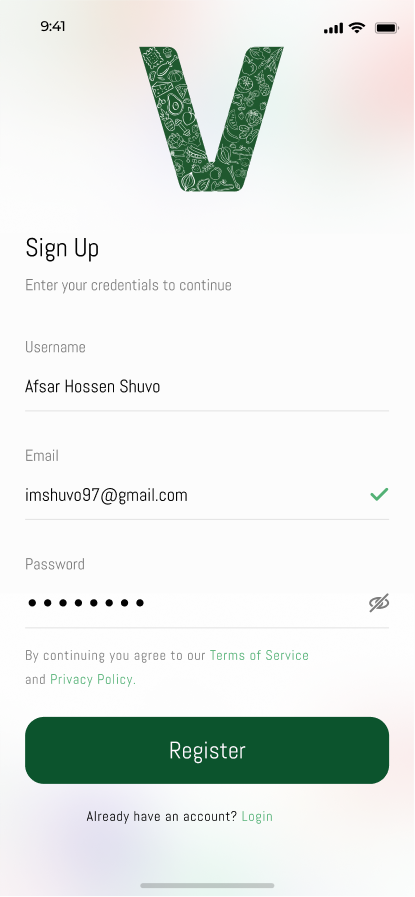 9:41
V
Sign Up
Enter your credentials to continue
Username
Afsar Hossen Shuvo
Email
imshuvo97@gmail.com
Password
●●●●●●●●
By continuing you agree to our Terms of Service
and Privacy Policy.
Register
Already have an account? Login